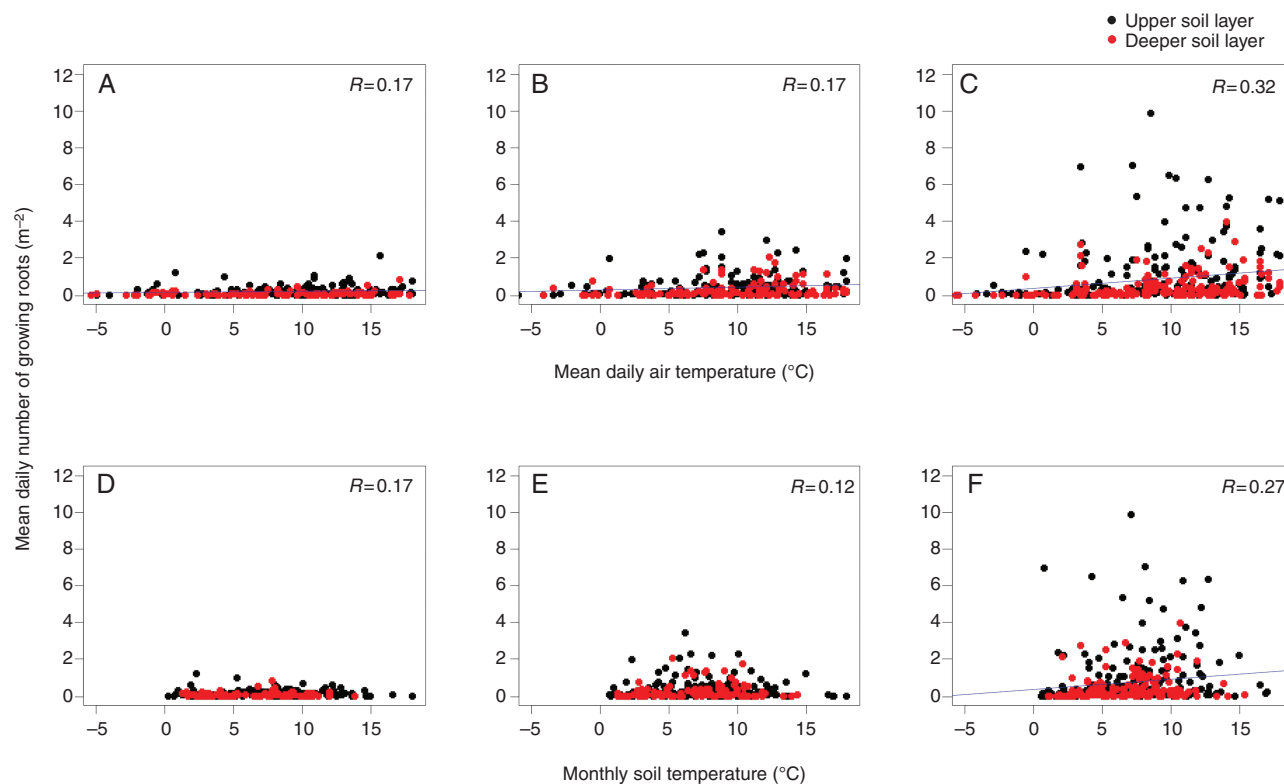 Upper soil layer
Deeper soil layer
A
R=0.17
B
R=0.17
C
R=0.32
12
10
8
6
4
2
0
12
10
8
6
4
2
0
12
10
8
6
4
2
0
–5 0 5 10 15
–5 0 5 10 15
–5 0 5 10 15
Mean daily air temperature (°C)
Mean daily number of growing roots (m–2)
D
R=0.17
E
R=0.12
F
R=0.27
12
10
8
6
4
2
0
12
10
8
6
4
2
0
12
10
8
6
4
2
0
–5 0 5 10 15
–5 0 5 10 15
–5 0 5 10 15
Monthly soil temperature (°C)